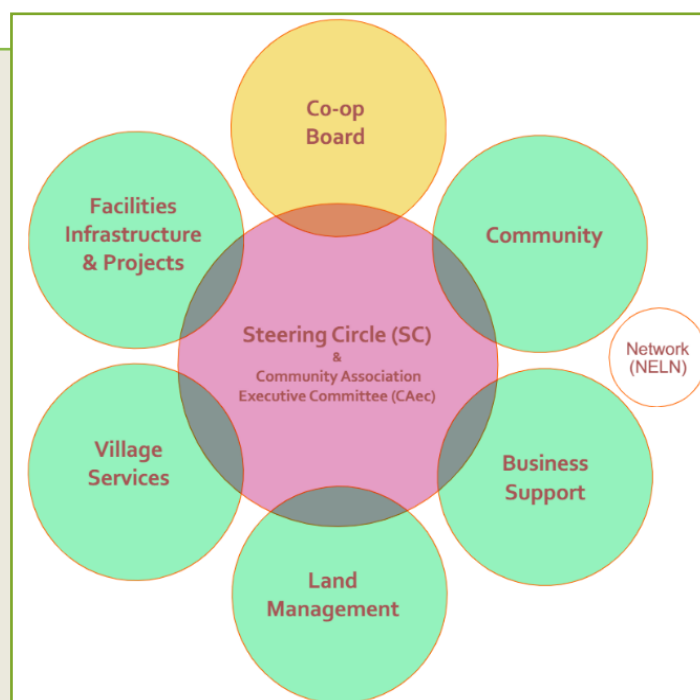 Co-op
Board
Facilities
Infrastructure
& Projects
Community
Steering Circle (SC)
&
Community Association
Executive Committee (CAec)
Network
(NELN)
Village
Services
Business
Support
Land
Management